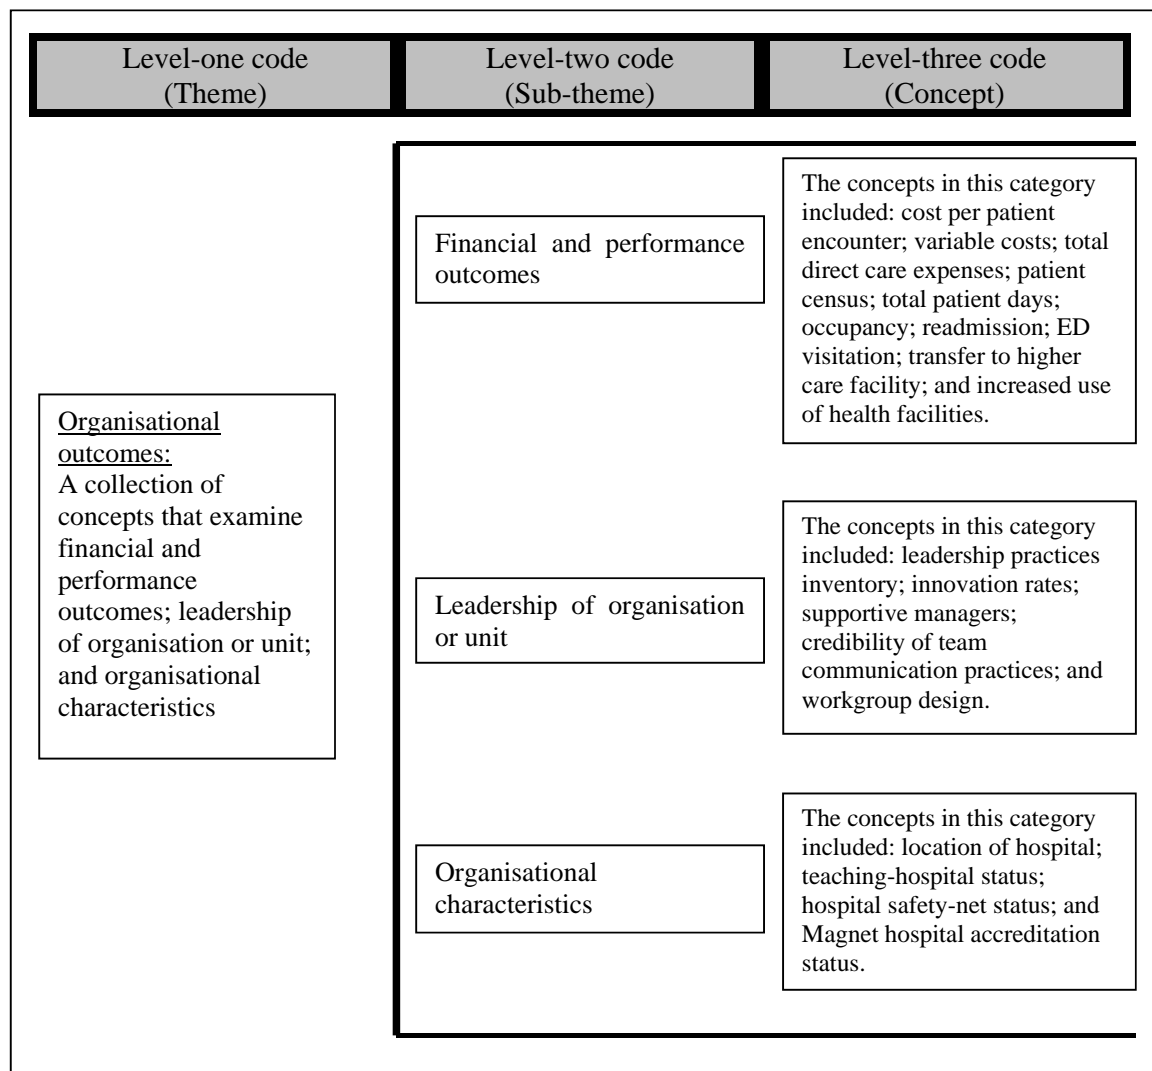 Level-one code
(Theme)
Level-two code
(Sub-theme)
Level-three code
(Concept)
Organisational
outcomes:
A collection of
concepts that examine
financial and
performance
outcomes; leadership
of organisation or unit;
and organisational
characteristics
Financial and performance
outcomes
The concepts in this category
included: cost per patient
encounter; variable costs; total
direct care expenses; patient
census; total patient days;
occupancy; readmission; ED
visitation; transfer to higher
care facility; and increased use
of health facilities.
Leadership of organisation
or unit
The concepts in this category
included: leadership practices
inventory; innovation rates;
supportive managers;
credibility of team
communication practices; and
workgroup design.
Organisational
characteristics
The concepts in this category
included: location of hospital;
teaching-hospital status;
hospital safety-net status; and
Magnet hospital accreditation
status.